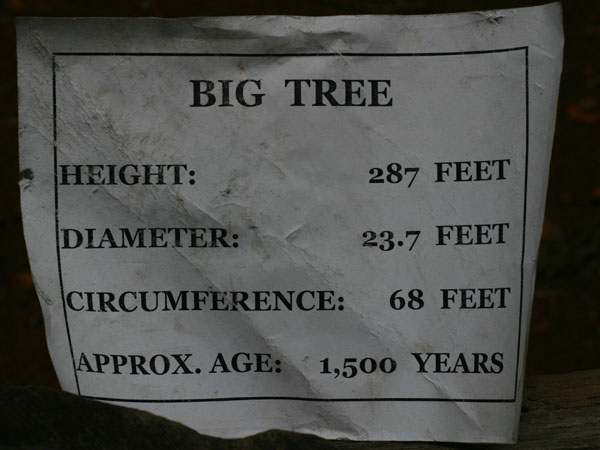 BIG TREE
HEIGHT: 287 FEET
DIAMETER: 23.7 FEET
CIRCUMFERENCE: 68 FEET
APPROX. AGE: 1,500 YEARS